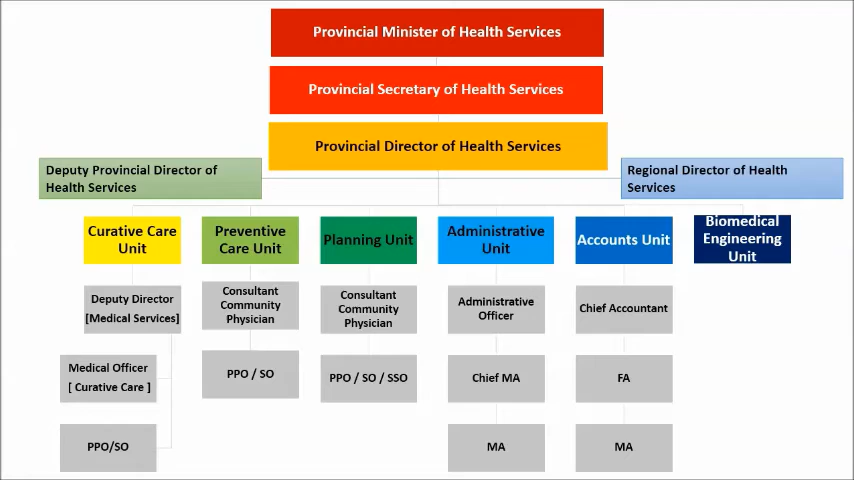 Provincial Minister of Health Services
Provincial Secretary of Health Services
Provincial Director of Health Services
Deputy Provincial Director of
Health Services
Regional Director of Health
Services
Curative Care
Unit
Preventive
Care Unit
Planning Unit
Administrative
Unit
Accounts Unit
Biomedical
Engineering
Unit
Deputy Director
[Medical Services]
Consultant
Community
Physician
Consultant
Community
Physician
Administrative
Officer
Chief Accountant
Medical Officer
[ Curative Care ]
PPO / SO
PPO / SO / SSO
Chief MA
FA
PPO/SO
MA
MA